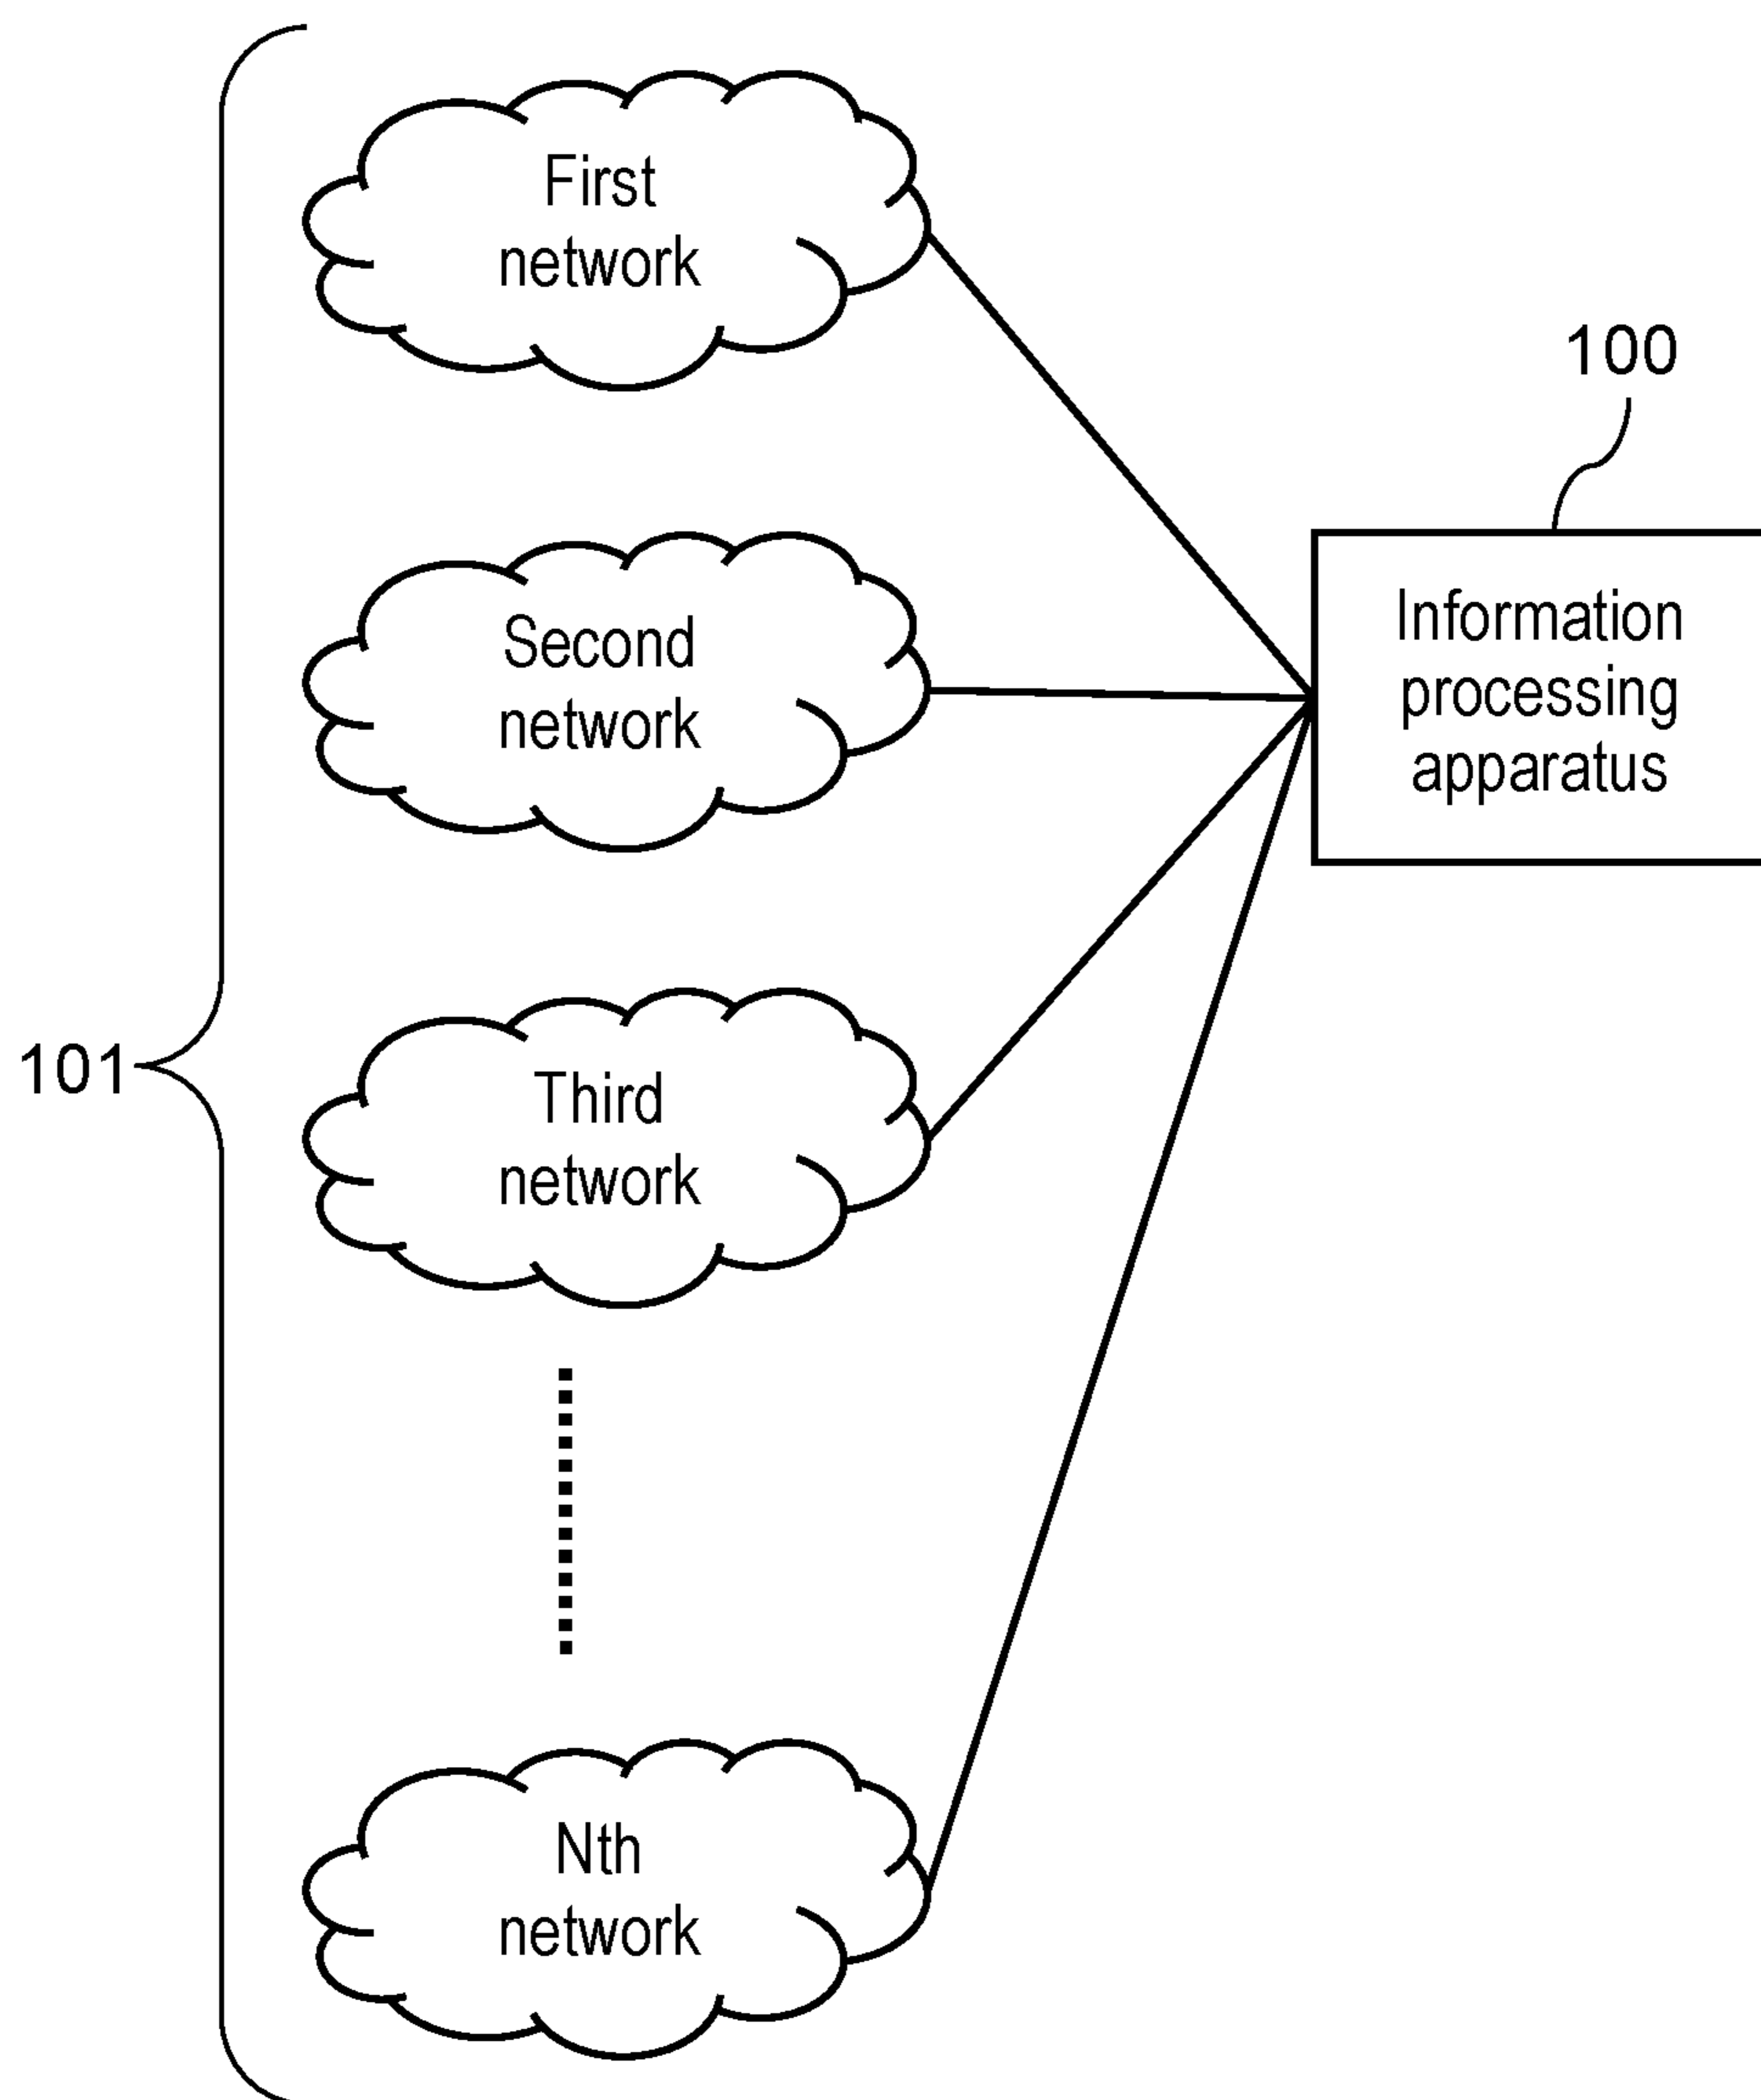 First
network
100
Information
processing
apparatus
Second
network
101
Third
network
Nth
network